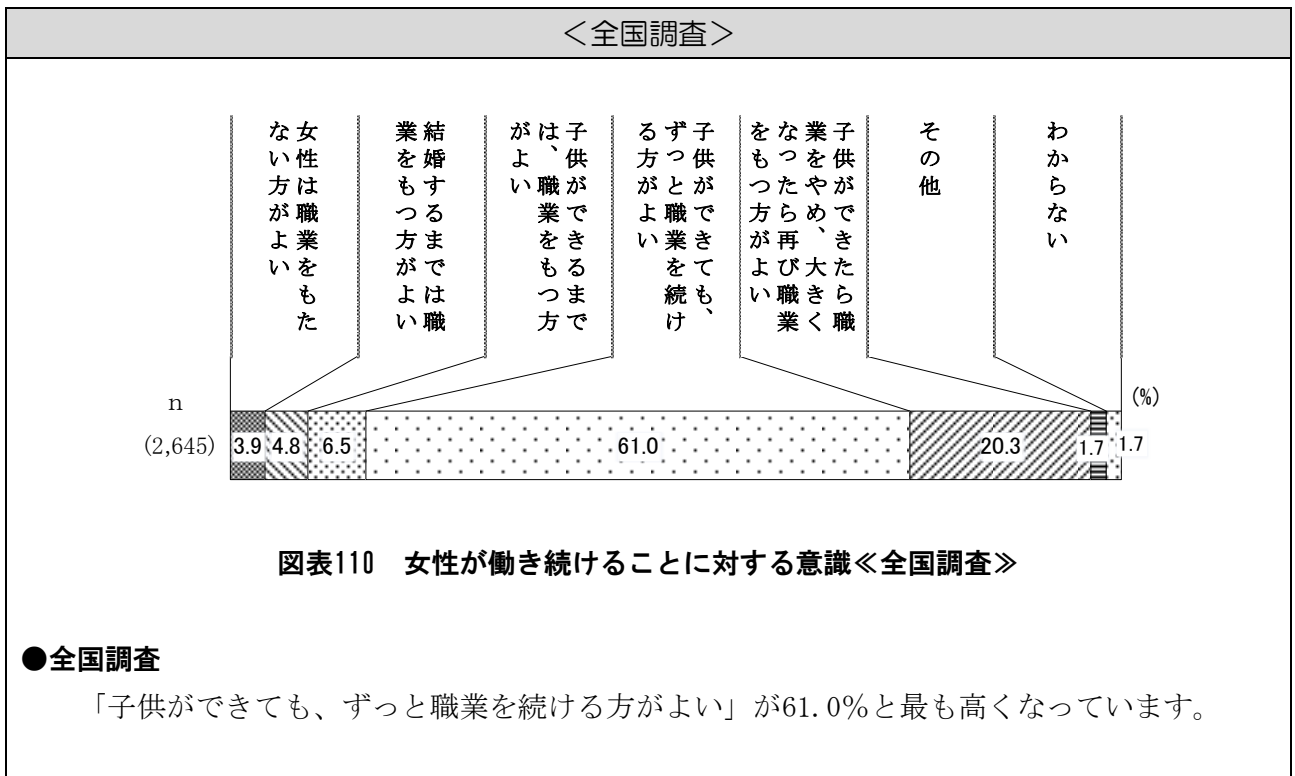 ＜全国調査＞
女性は職業をもた
ない方がよい
結婚するまでは職
業をもつ方がよい
子供ができるまで
は、職業をもつ方
がよい
子供ができても、
ずっと職業を続け
る方がよい
子供ができたら職
業をやめ、大きく
なったら再び職業
をもつ方がよい
その他
わからない
(%)
n
(2,645)
3.9
4.8
6.5
61.0
20.3
1.7
1.7
図表110　女性が働き続けることに対する意識≪全国調査≫
●全国調査
「子供ができても、ずっと職業を続ける方がよい」が61.0％と最も高くなっています。